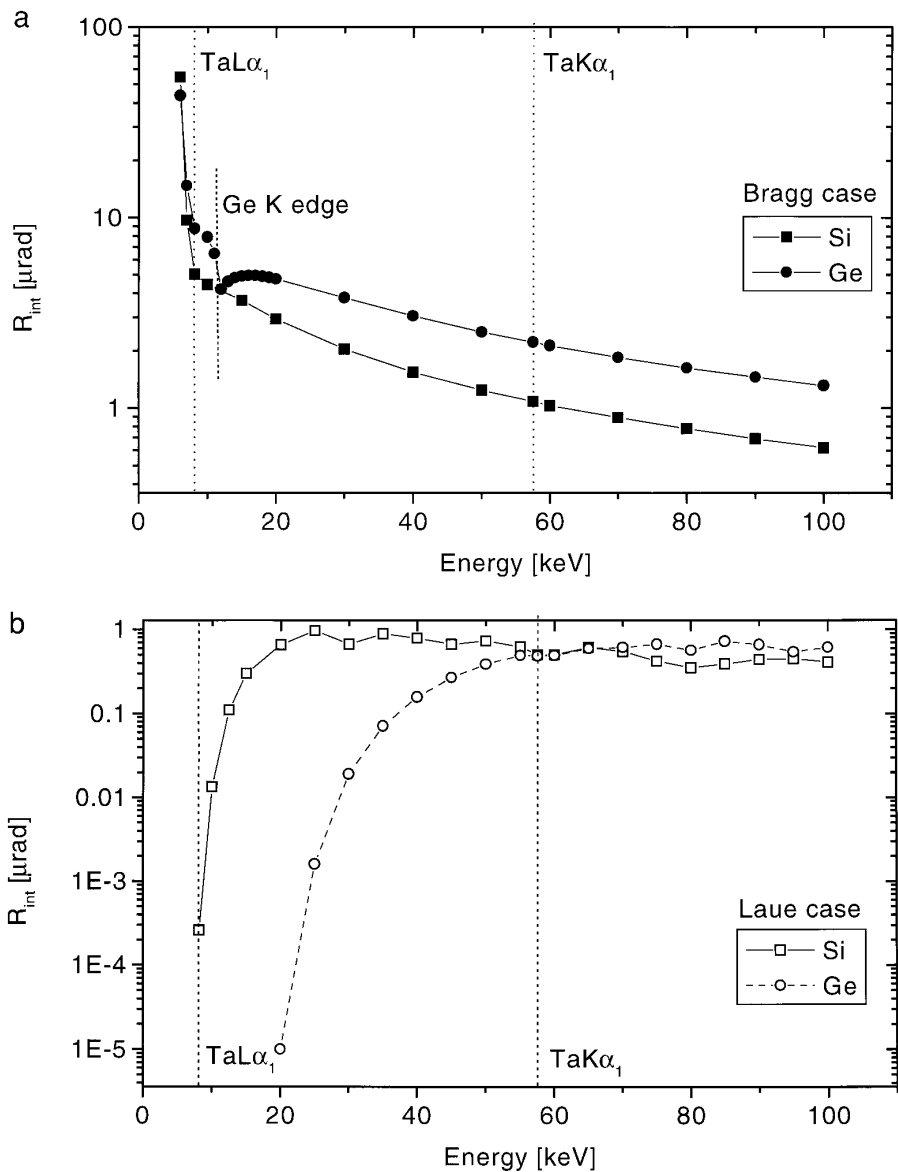 a
100
TaLα₁
TaKα₁
Ge K edge
Bragg case
Si
Ge
10
1
R_int [μrad]
0 20 40 60 80 100
Energy [keV]
b
1
0.1
0.01
1E-3
1E-4
1E-5
R_int [μrad]
Laue case
Si
Ge
TaLα₁
TaKα₁
0 20 40 60 80 100
Energy [keV]